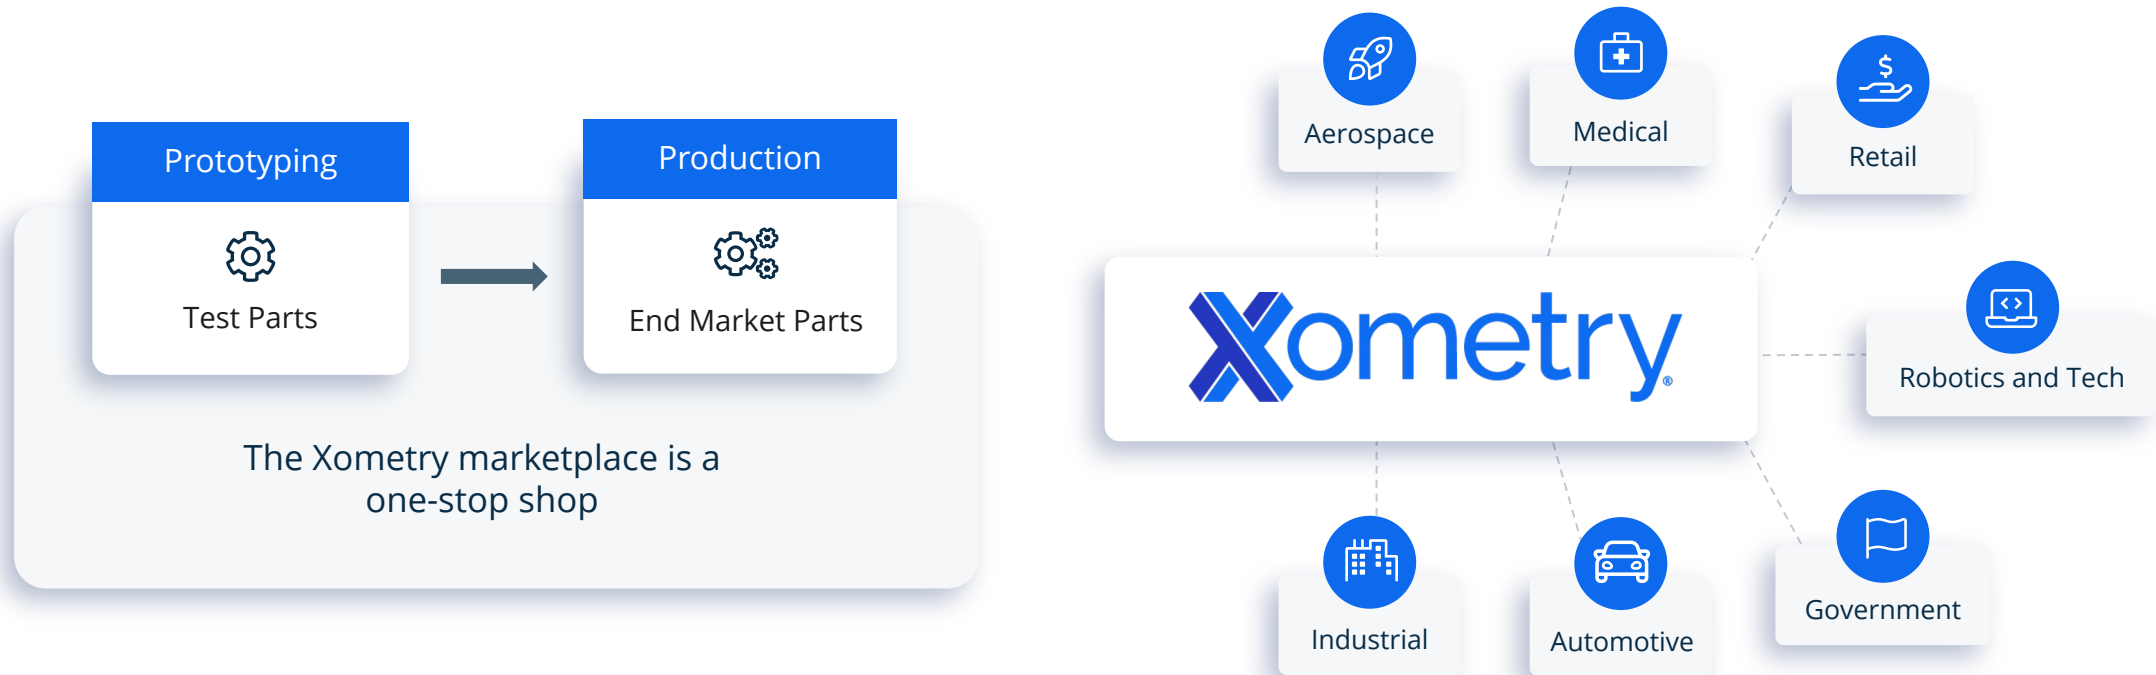 Prototyping
Test Parts
Production
End Market Parts
The Xometry marketplace is a
one-stop shop
Aerospace
Medical
Retail
Xometry®
Robotics and Tech
Industrial
Automotive
Government